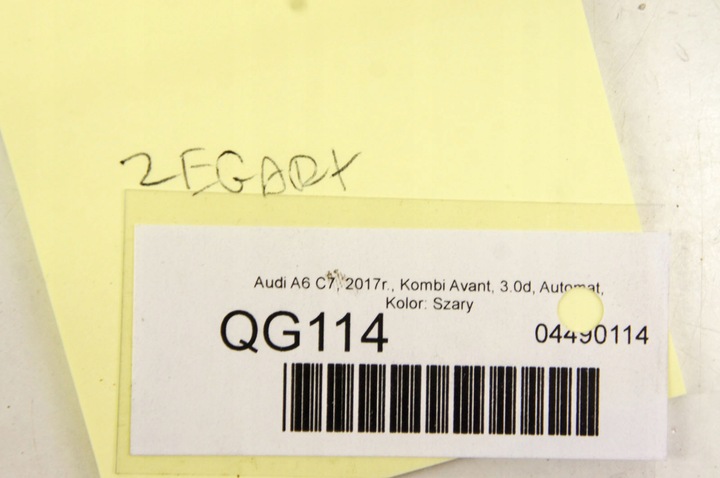 ZEGARY
Audi A6 C7, 2017r., Kombi Avant, 3.0d, Automat,
Kolor: Szary
QG114
04490114